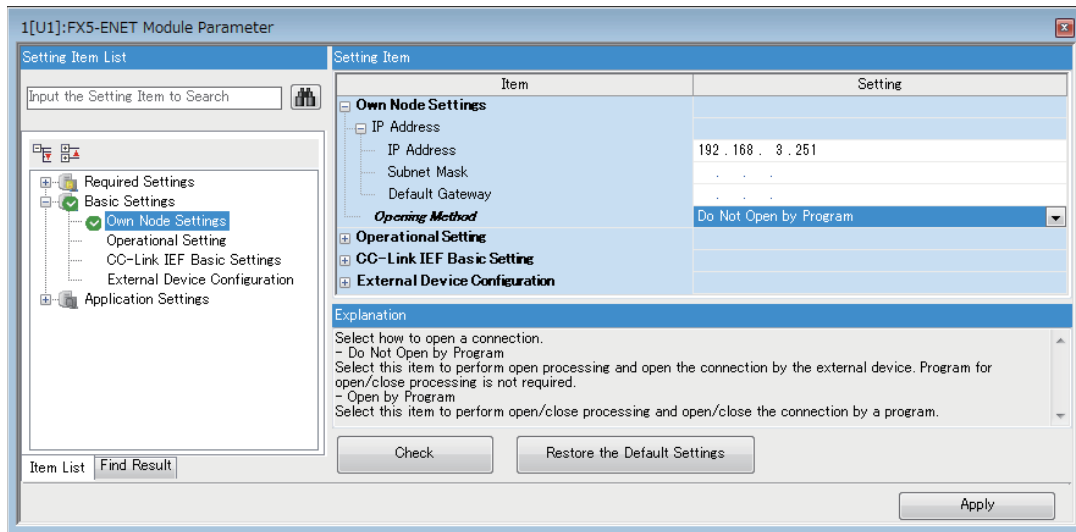 1[U1]:FX5-ENET Module Parameter
Setting Item List
Input the Setting Item to Search
Required Settings
Basic Settings
Own Node Settings
Operational Setting
CC-Link IEF Basic Settings
External Device Configuration
Application Settings
Item List
Find Result
Setting Item
Item Setting
Own Node Settings
IP Address
IP Address 192 . 168 . 3 . 251
Subnet Mask . . .
Default Gateway . . .
Opening Method Do Not Open by Program
Operational Setting
CC-Link IEF Basic Setting
External Device Configuration
Explanation
Select how to open a connection.
- Do Not Open by Program
Select this item to perform open processing and open the connection by the external device. Program for
open/close processing is not required.
- Open by Program
Select this item to perform open/close processing and open/close the connection by a program.
Check
Restore the Default Settings
Apply